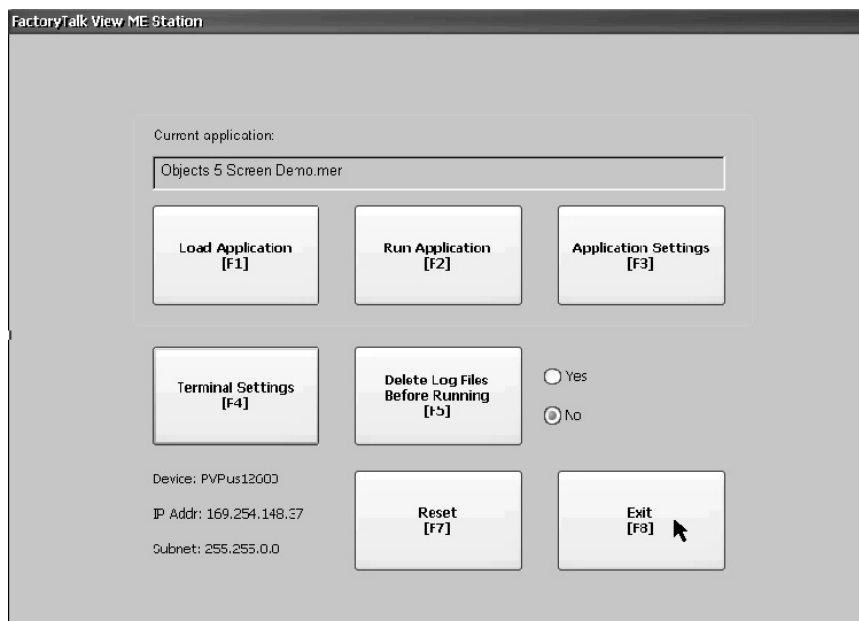 FactoryTalk View ME Station
Current application:
Objects 5 Screen Demo.mer
Load Application
[F1]
Run Application
[F2]
Application Settings
[F3]
Terminal Settings
[F4]
Delete Log Files
Before Running
[F5]
Yes
No
Device: PVPus12600
IP Addr: 169.254.148.37
Subnet: 255.255.0.0
Reset
[F7]
Exit
[F8]